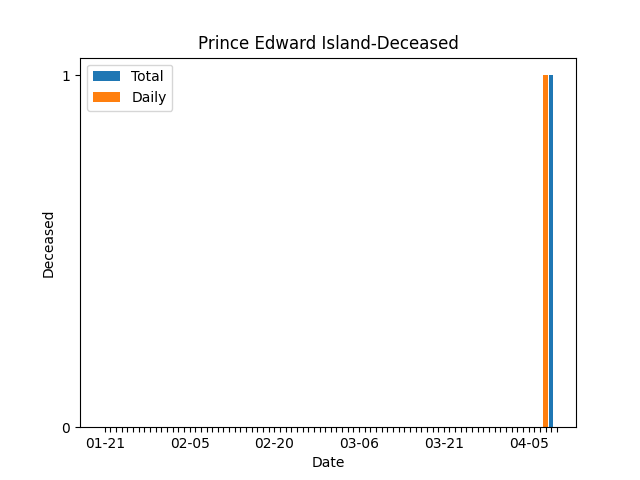 Prince Edward Island-Deceased
Total
Daily
1
0
Deceased
01-21 02-05 02-20 03-06 03-21 04-05
Date